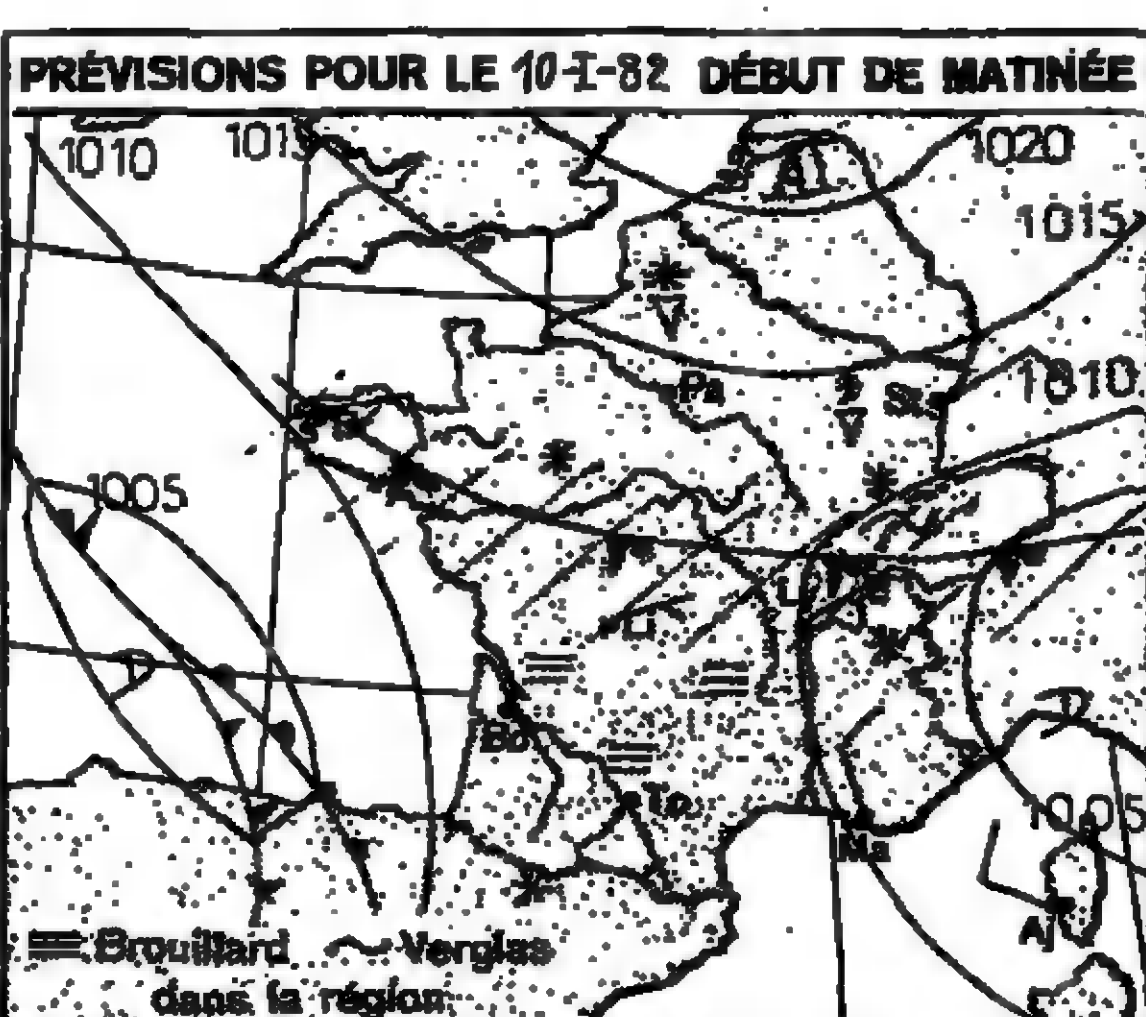 PRÉVISIONS POUR LE 10-I-82 DÉBUT DE MATINÉE
1010 1015 A 1020
1015
Pa 1010
1005
Li
D
Bo
To D
1005
Ma
Aj
Brouillard Verglas
dans la région